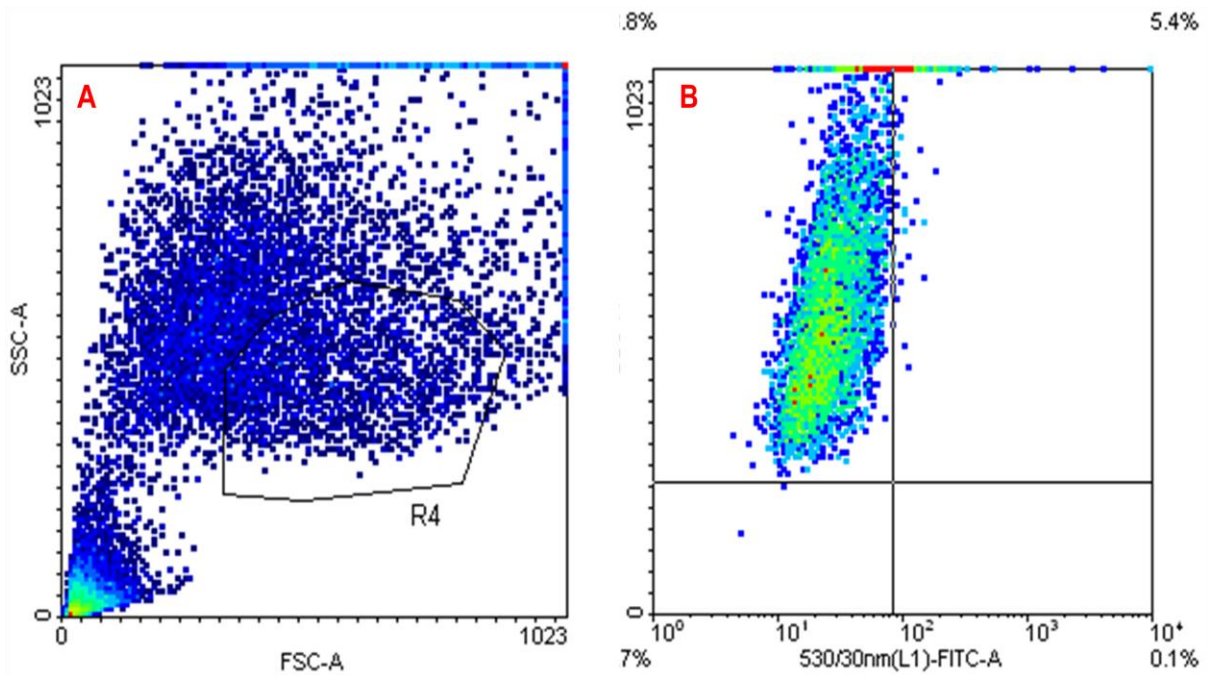 .8% 5.4%
A B
1023 1023
SSC-A
R4
0 0
0 1023 10⁰ 10¹ 10² 10³ 10⁴
FSC-A 7% 530/30nm(L1)-FITC-A 0.1%